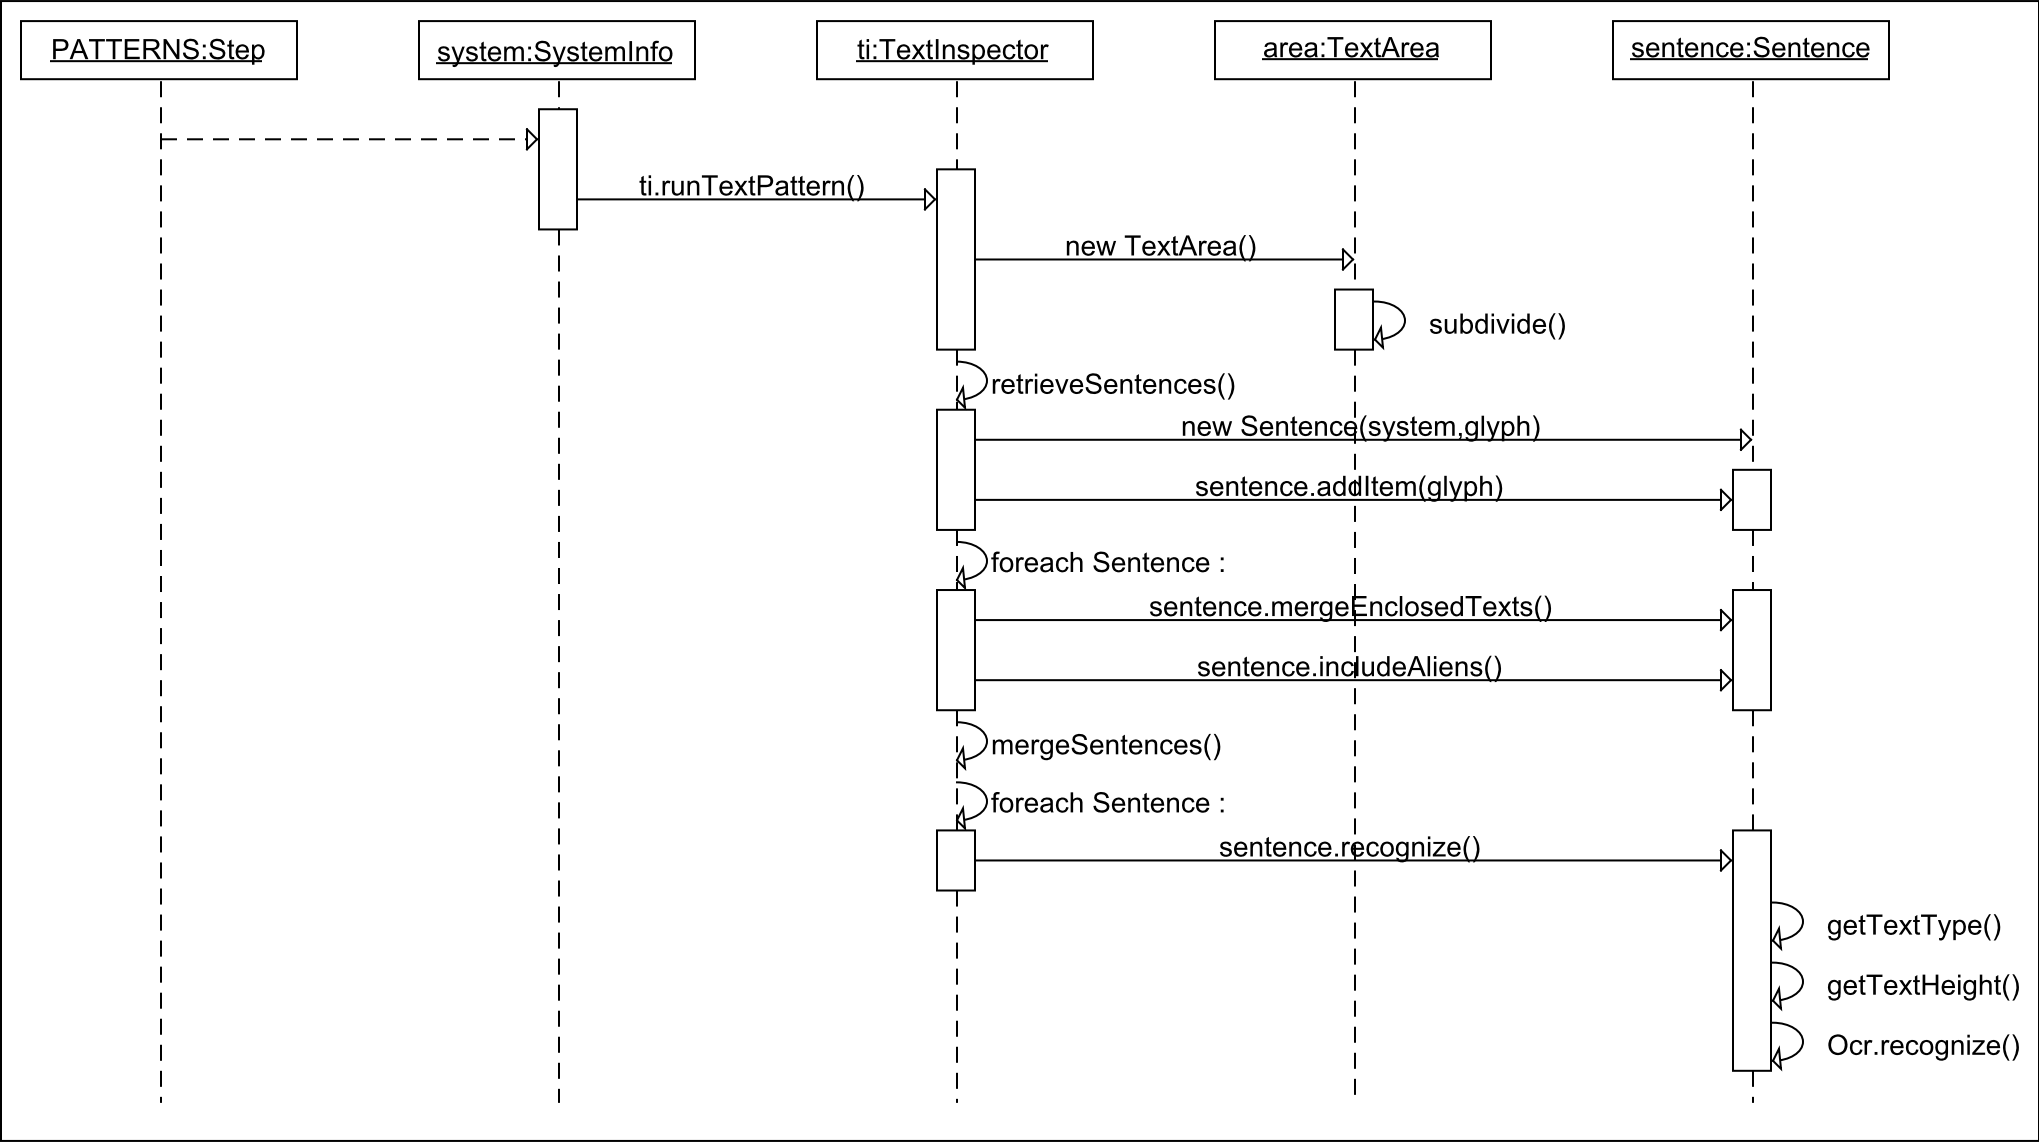 PATTERNS:Step
system:SystemInfo
ti:TextInspector
area:TextArea
sentence:Sentence
ti.runTextPattern()
new TextArea()
subdivide()
retrieveSentences()
new Sentence(system,glyph)
sentence.addItem(glyph)
foreach Sentence :
sentence.mergeEnclosedTexts()
sentence.includeAliens()
mergeSentences()
foreach Sentence :
sentence.recognize()
getTextType()
getTextHeight()
Ocr.recognize()